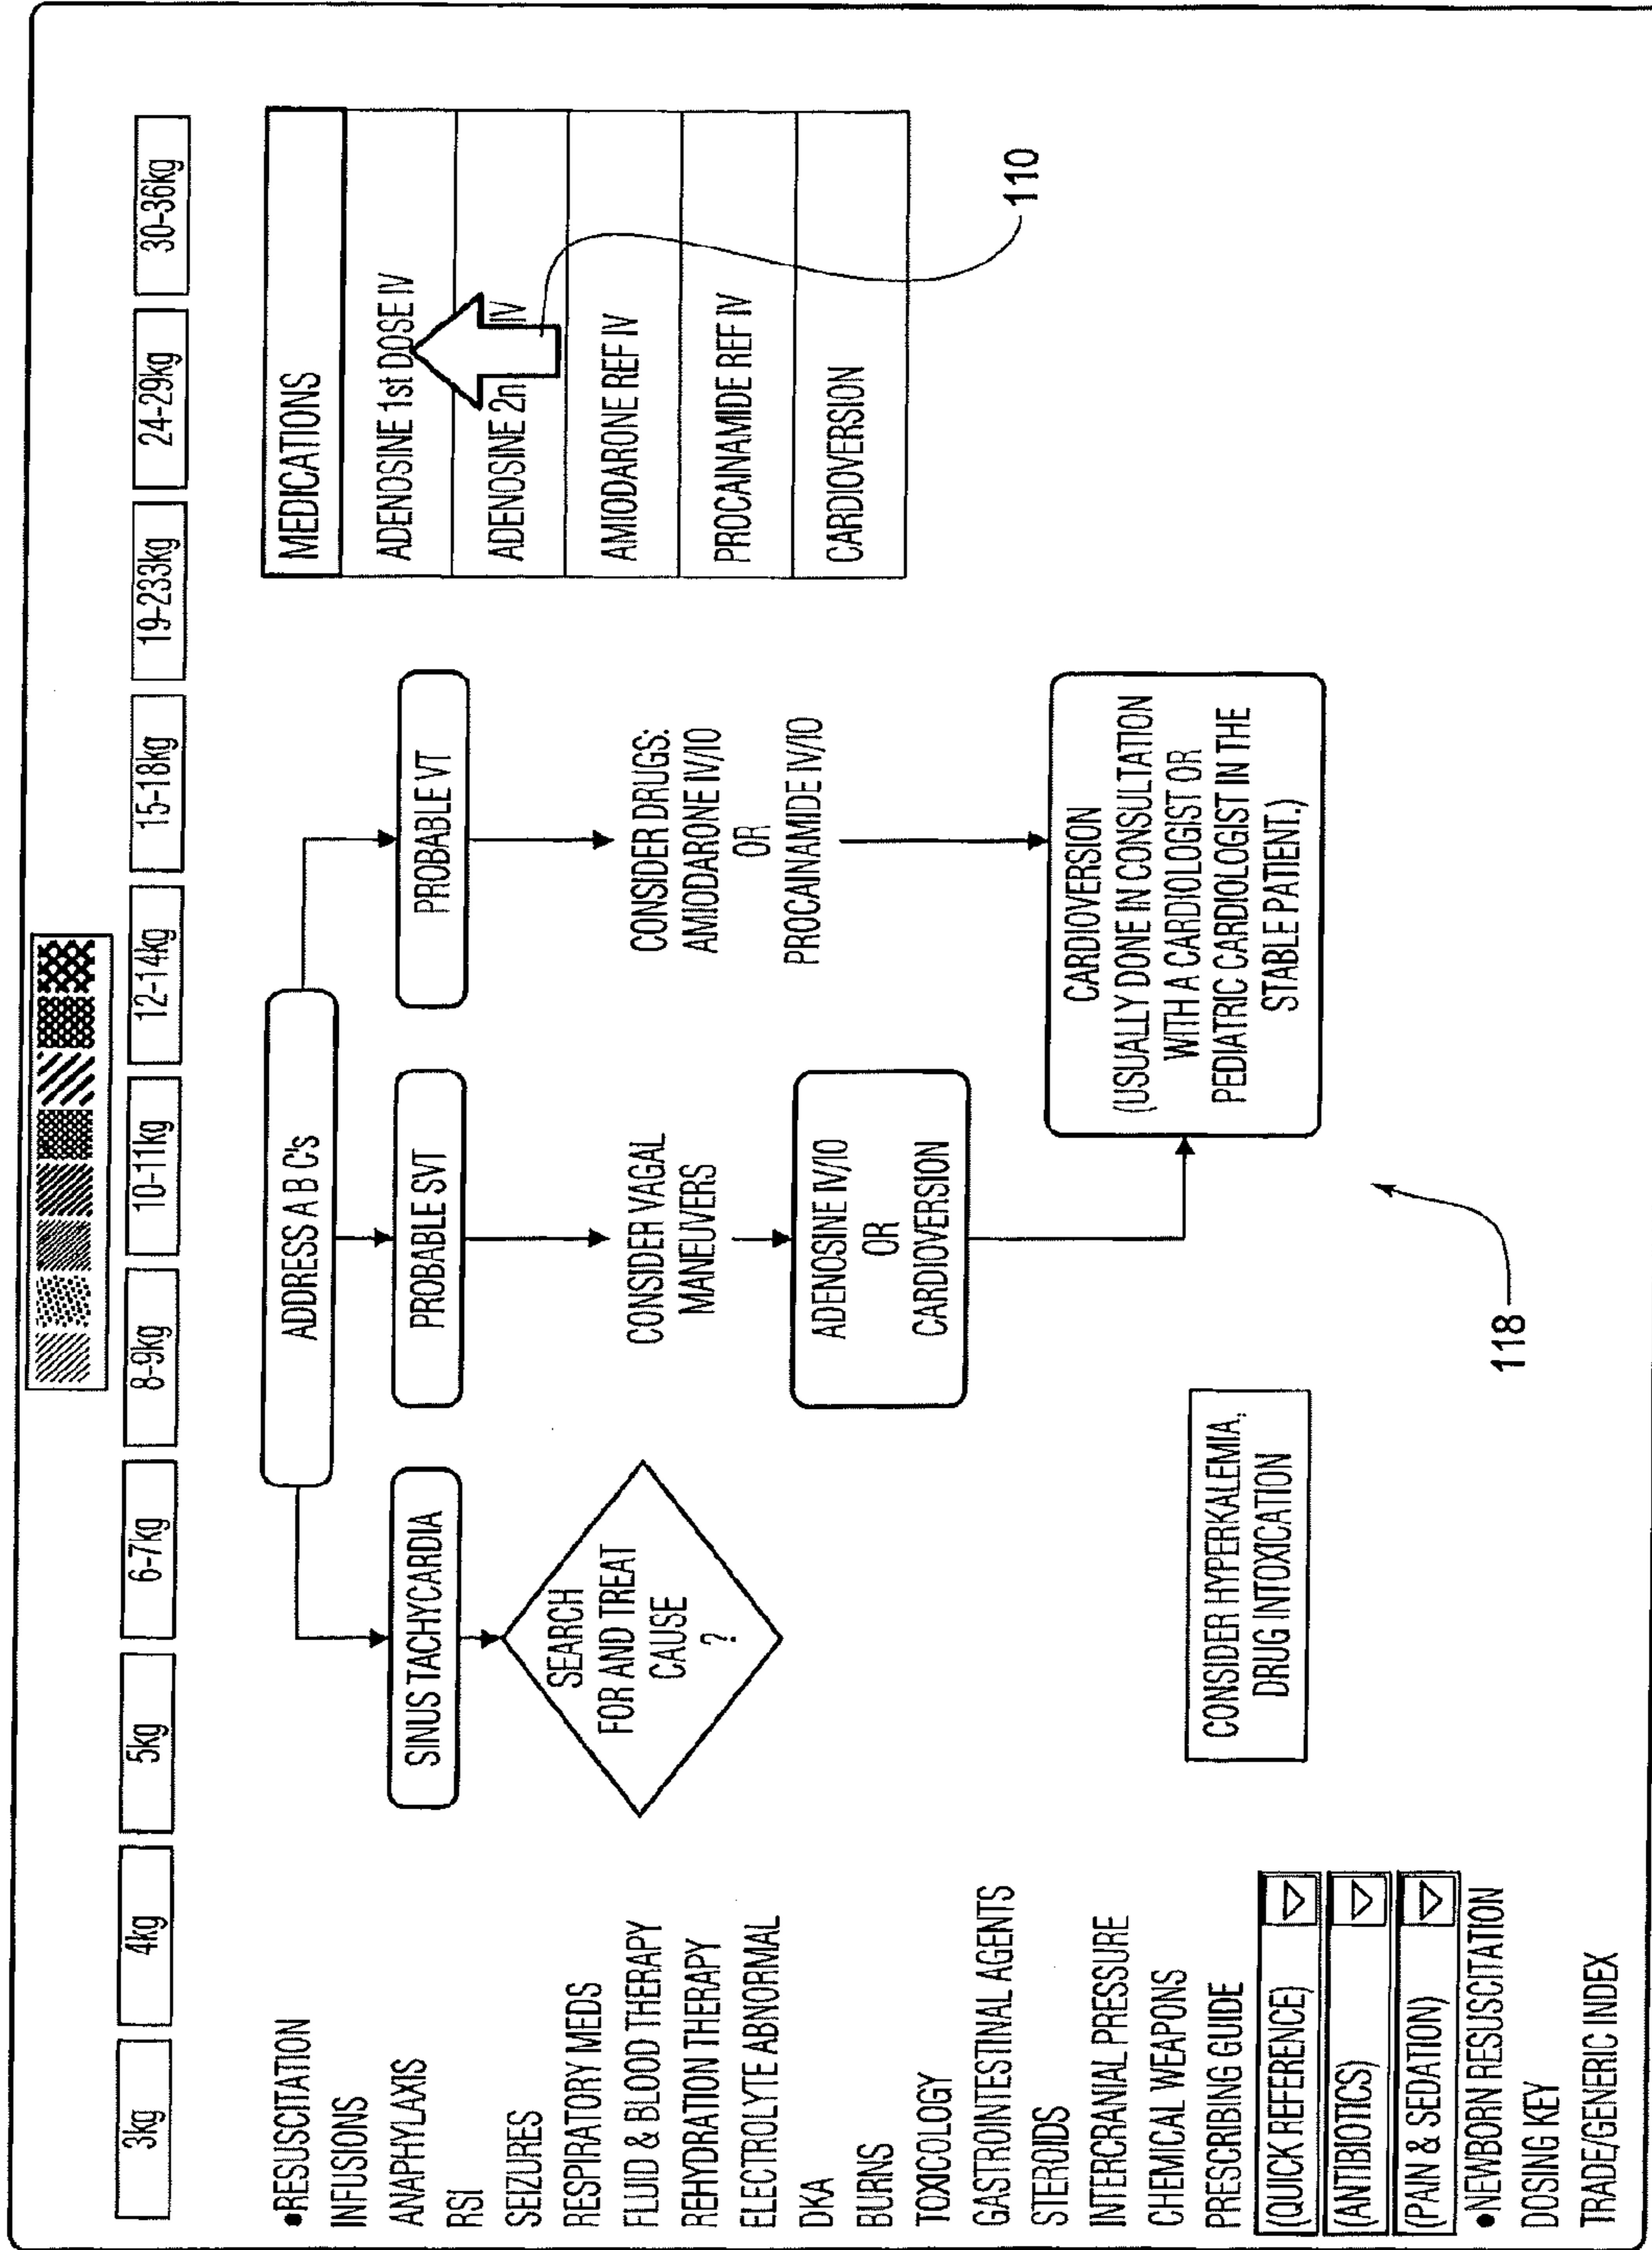 3kg
4kg
5kg
6-7kg
8-9kg
10-11kg
12-14kg
15-18kg
19-233kg
24-29kg
30-36kg
•RESUSCITATION
INFUSIONS
ANAPHYLAXIS
RSI
SEIZURES
RESPIRATORY MEDS
FLUID & BLOOD THERAPY
REHYDRATION THERAPY
ELECTROLYTE ABNORMAL
DKA
BURNS
TOXICOLOGY
GASTROINTESTINAL AGENTS
STEROIDS
INTERCRANIAL PRESSURE
CHEMICAL WEAPONS
PRESCRIBING GUIDE
(QUICK REFERENCE)
(ANTIBIOTICS)
(PAIN & SEDATION)
•NEWBORN RESUSCITATION
DOSING KEY
TRADE/GENERIC INDEX
ADDRESS A B C's
SINUS TACHYCARDIA
SEARCH
FOR AND TREAT
CAUSE
?
PROBABLE SVT
CONSIDER VAGAL
MANEUVERS
ADENOSINE IV/IO
OR
CARDIOVERSION
PROBABLE VT
CONSIDER DRUGS:
AMIODARONE IV/IO
OR
PROCAINAMIDE IV/IO
CARDIOVERSION
(USUALLY DONE IN CONSULTATION
WITH A CARDIOLOGIST OR
PEDIATRIC CARDIOLOGIST IN THE
STABLE PATIENT.)
CONSIDER HYPERKALEMIA,
DRUG INTOXICATION
MEDICATIONS
ADENOSINE 1st DOSE IV
ADENOSINE 2n IV
AMIODARONE REF IV
PROCAINAMIDE REF IV
CARDIOVERSION
110
118